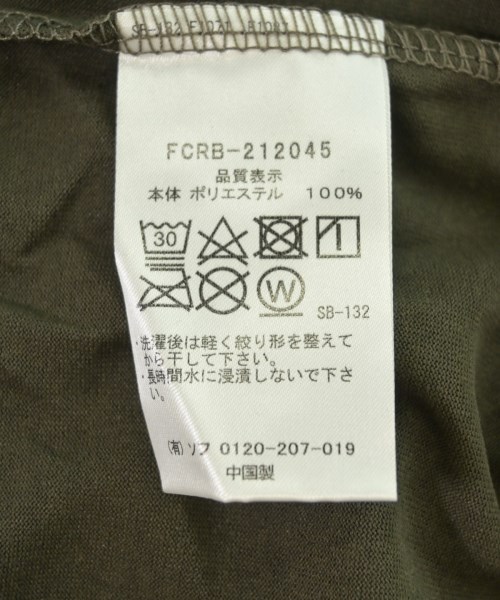 FCRB-212045
品質表示
本体 ポリエステル 100%
30
W
SB-132
・洗濯後は軽く絞り形を整えて
から干して下さい。
・長時間水に浸漬しないで下さ
い。
(有)ソフ 0120-207-019
中国製